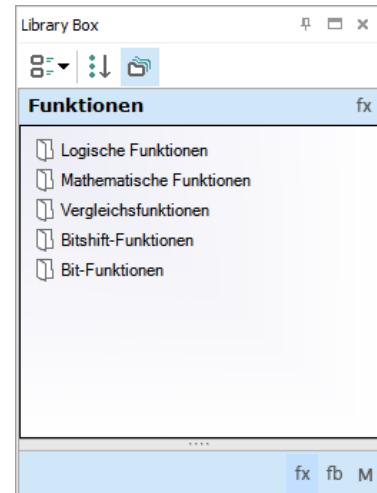 Library Box
Funktionen fx
Logische Funktionen
Mathematische Funktionen
Vergleichsfunktionen
Bitshift-Funktionen
Bit-Funktionen
fx fb M